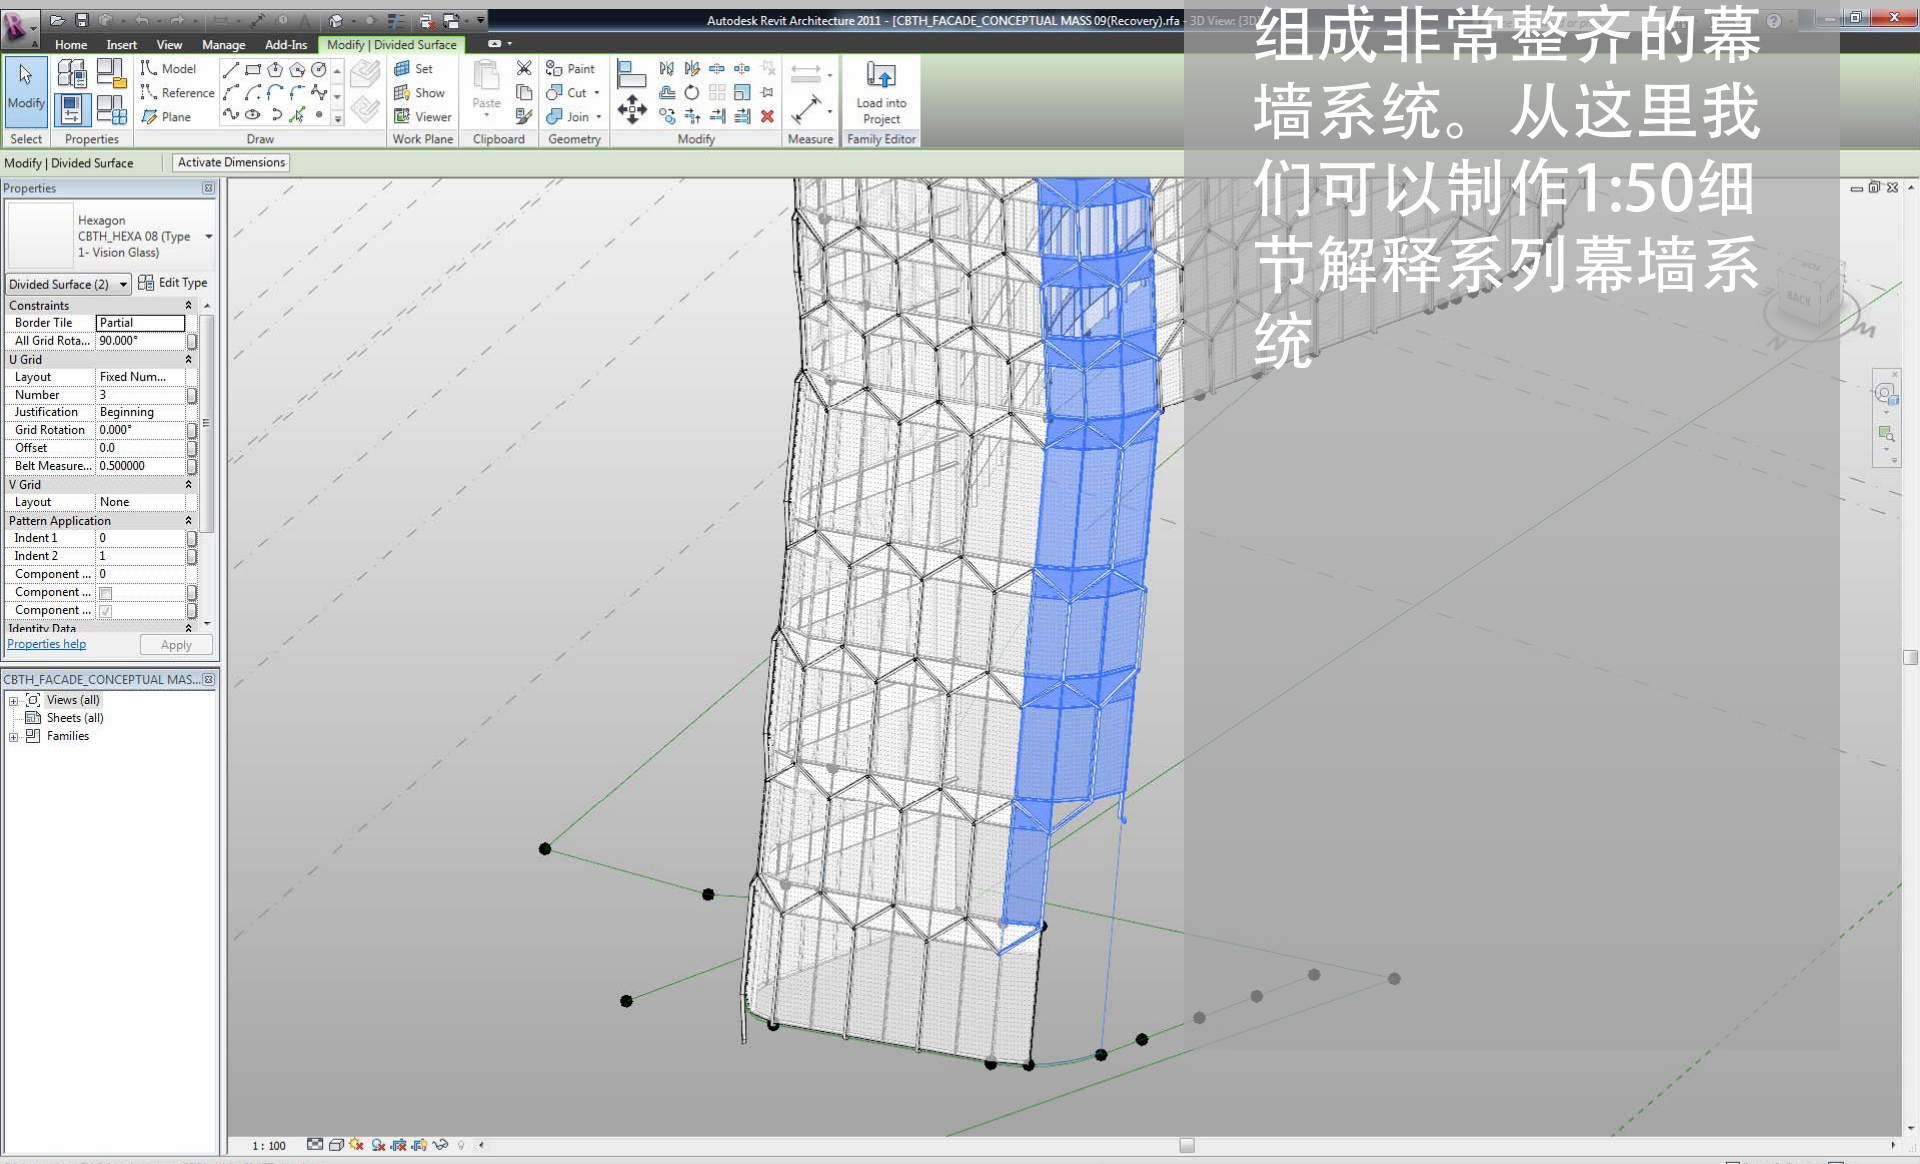 Autodesk Revit Architecture 2011 - [CBTH_FACADE_CONCEPTUAL MASS 09(Recovery).rfa - 3D View: {3D}
Home Insert View Manage Add-Ins Modify | Divided Surface
Modify
Model
Reference
Plane
Set
Show
Viewer
Paste
Paint
Cut
Join
Load into
Project
Select Properties Draw Work Plane Clipboard Geometry Modify Measure Family Editor
Modify | Divided Surface Activate Dimensions
组成非常整齐的幕
墙系统。从这里我
们可以制作1:50细
节解释系列幕墙系
统
Properties
Hexagon
CBTH_HEXA 08 (Type
1- Vision Glass)
Divided Surface (2) Edit Type
Constraints
Border Tile Partial
All Grid Rota... 90.000°
U Grid
Layout Fixed Num...
Number 3
Justification Beginning
Grid Rotation 0.000°
Offset 0.0
Belt Measure... 0.500000
V Grid
Layout None
Pattern Application
Indent 1 0
Indent 2 1
Component ... 0
Component ...
Component ...
Identity Data
Properties help Apply
CBTH_FACADE_CONCEPTUAL MAS...
Views (all)
Sheets (all)
Families
BACK
N
1 : 100